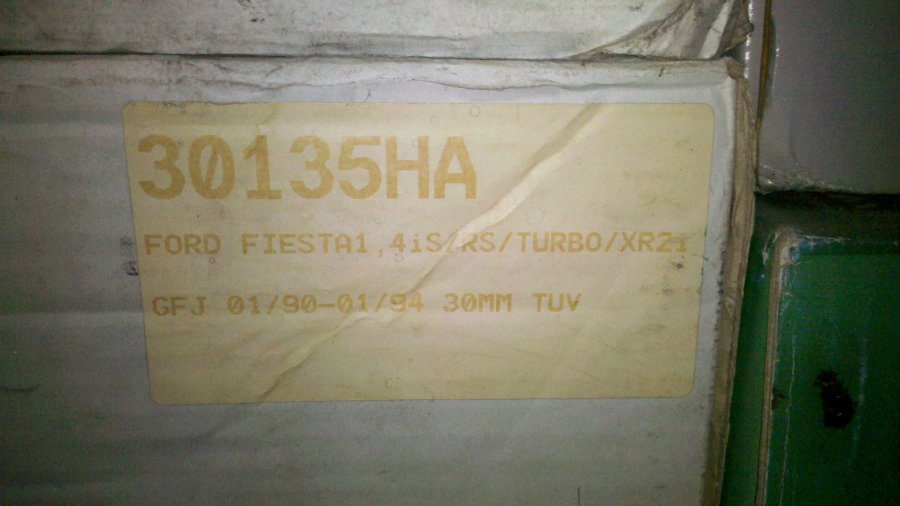 30135HA
FORD FIESTA1,4iS/RS/TURBO/XR2i
GFJ 01/90-01/94 30MM TUV